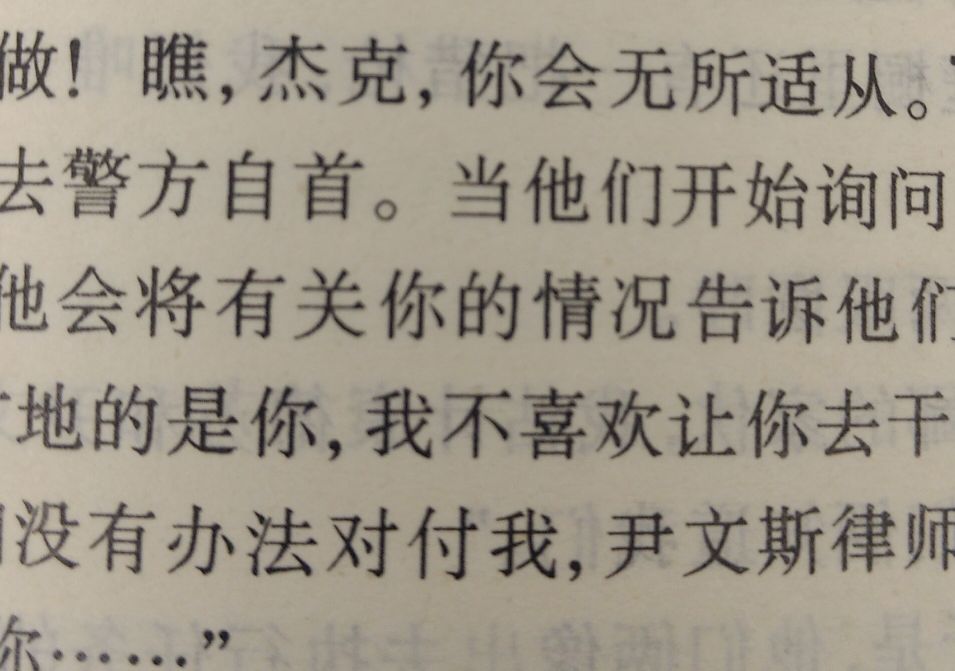 做！瞧,杰克,你会无所适从。
去警方自首。当他们开始询问
他会将有关你的情况告诉他们
地的是你,我不喜欢让你去干
没有办法对付我,尹文斯律师
你……”